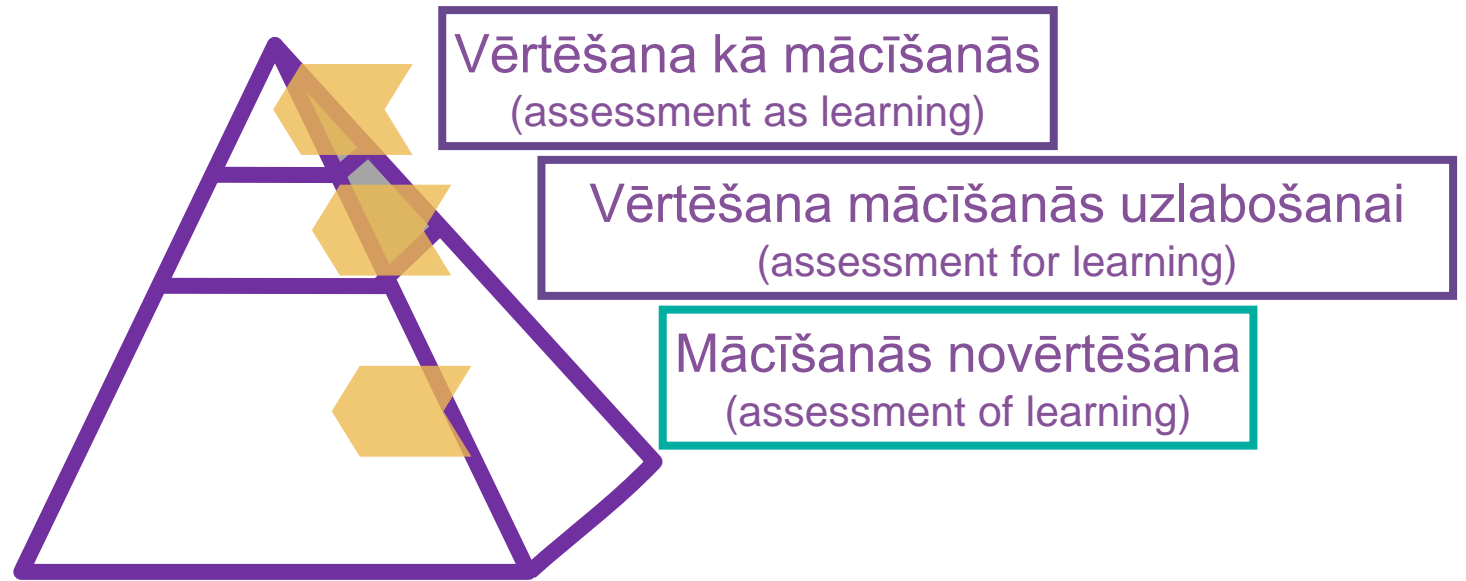 Vērtēšana kā mācīšanās
(assessment as learning)
Vērtēšana mācīšanās uzlabošanai
(assessment for learning)
Mācīšanās novērtēšana
(assessment of learning)